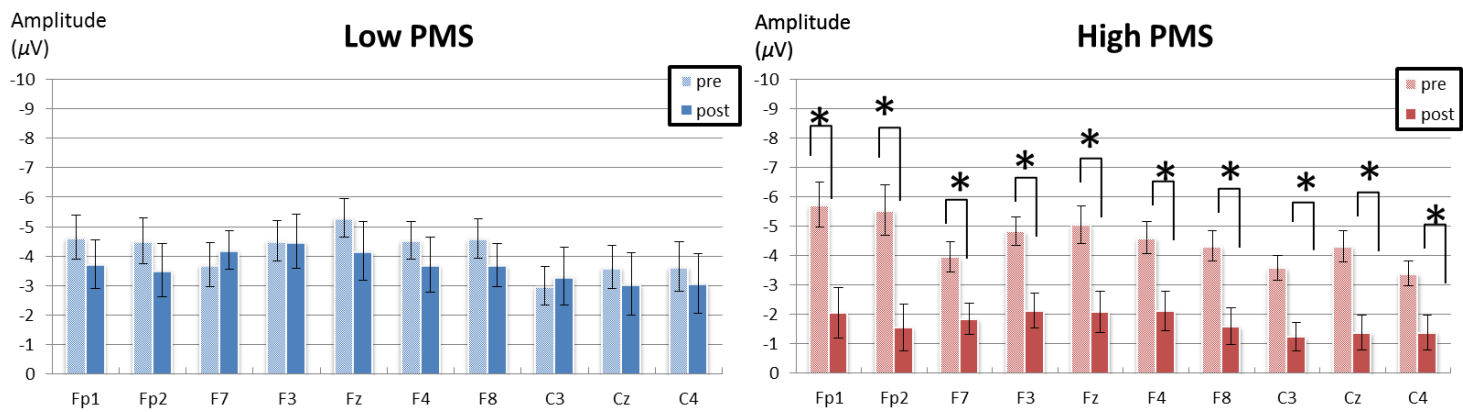 Amplitude
(μV)
Low PMS
-10
-9
-8
-7
-6
-5
-4
-3
-2
-1
0
pre
post
Fp1 Fp2 F7 F3 Fz F4 F8 C3 Cz C4
Amplitude
(μV)
High PMS
-10
-9
-8
-7
-6
-5
-4
-3
-2
-1
0
pre
post
* * * * * * * * * *
Fp1 Fp2 F7 F3 Fz F4 F8 C3 Cz C4